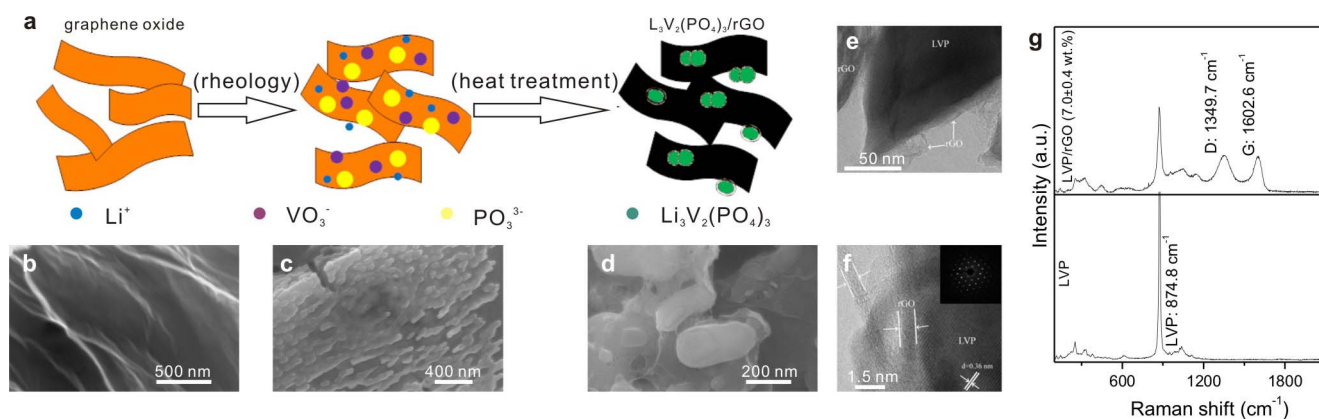 a
graphene oxide
(rheology)
(heat treatment)
L₃V₂(PO₄)₃/rGO
Li⁺
VO₃⁻
PO₃³⁻
Li₃V₂(PO₄)₃
b
500 nm
c
400 nm
d
200 nm
e
LVP
rGO
rGO
50 nm
f
rGO
LVP
d=0.36 nm
1.5 nm
g
Intensity (a.u.)
LVP/rGO (7.0±0.4 wt.%)
D: 1349.7 cm⁻¹
G: 1602.6 cm⁻¹
LVP
LVP: 874.8 cm⁻¹
600
1200
1800
Raman shift (cm⁻¹)